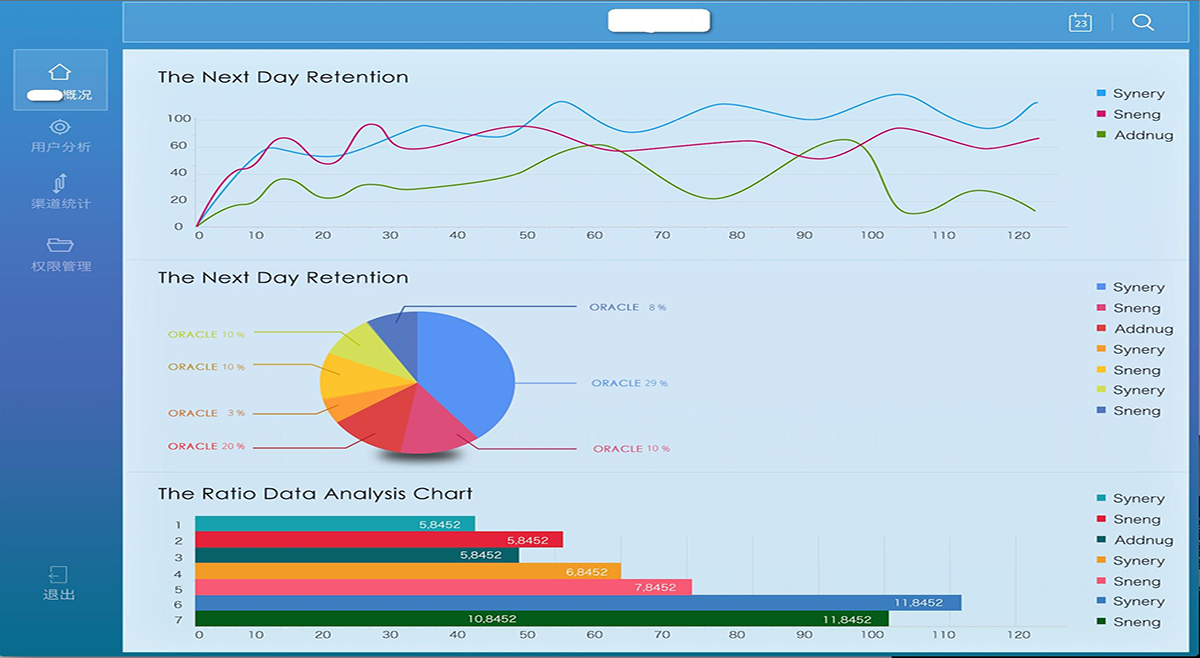 23
概况
用户分析
渠道统计
权限管理
退出
The Next Day Retention
100
60
40
20
0
0 10 20 30 40 50 60 70 80 90 100 110 120
Synery
Sneng
Addnug
The Next Day Retention
ORACLE 8 %
ORACLE 10 %
ORACLE 10 %
ORACLE 29 %
ORACLE 3 %
ORACLE 20 %
ORACLE 10 %
Synery
Sneng
Addnug
Synery
Sneng
Synery
Sneng
The Ratio Data Analysis Chart
1 5,8452
2 5,8452
3 5,8452
4 6,8452
5 7,8452
6 11,8452
7 10,8452 11,8452
0 10 20 30 40 50 60 70 80 90 100 110 120
Synery
Sneng
Addnug
Synery
Sneng
Synery
Sneng